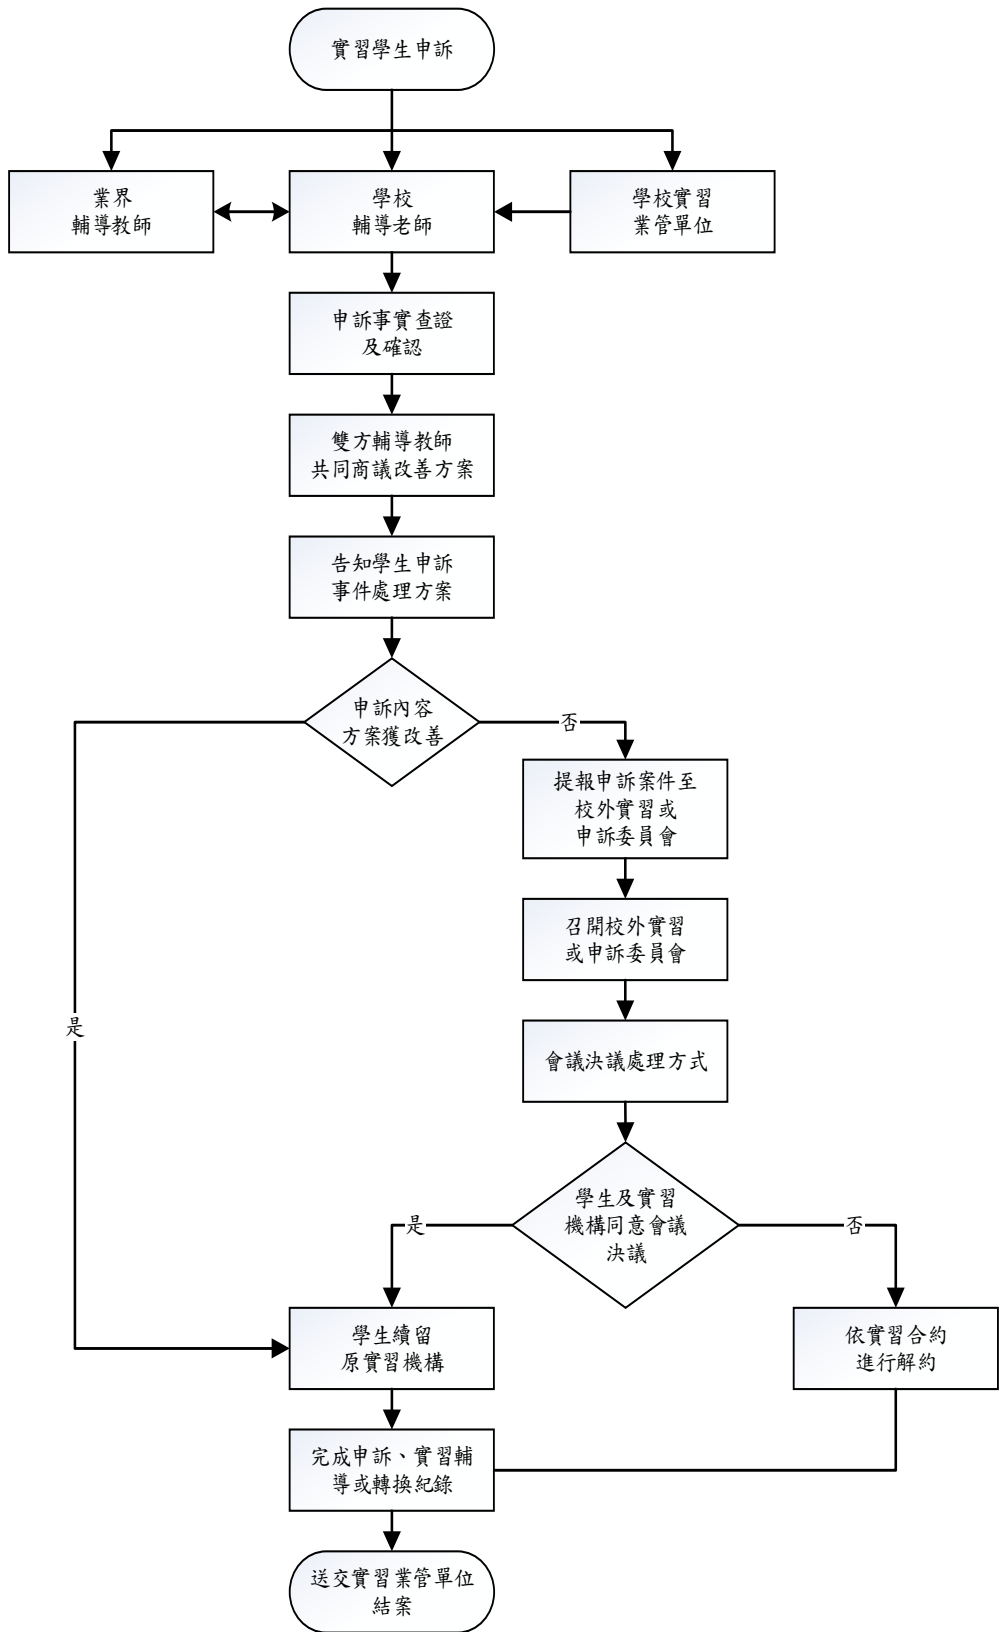 實習學生申訴
業界
輔導教師
學校
輔導老師
學校實習
業管單位
申訴事實查證
及確認
雙方輔導教師
共同商議改善方案
告知學生申訴
事件處理方案
申訴內容
方案獲改善
否
提報申訴案件至
校外實習或
申訴委員會
召開校外實習
或申訴委員會
是
會議決議處理方式
學生及實習
機構同意會議
決議
是
否
學生續留
原實習機構
依實習合約
進行解約
完成申訴、實習輔
導或轉換紀錄
送交實習業管單位
結案